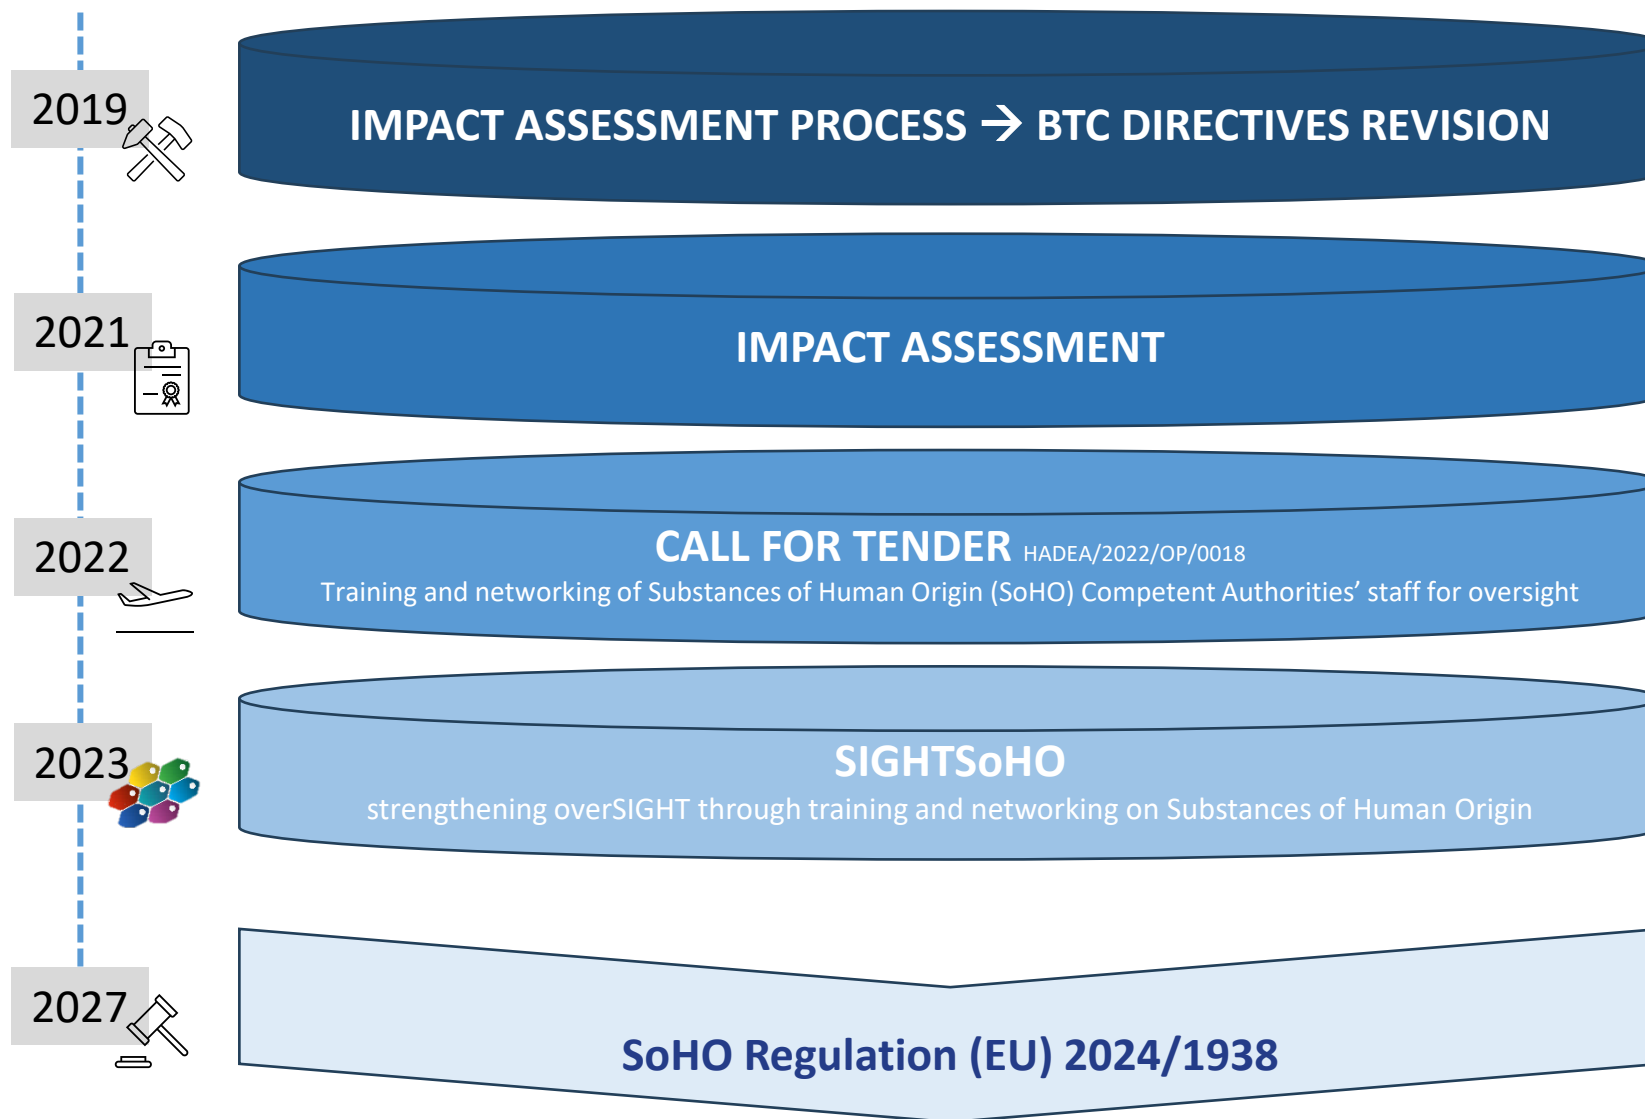 2019
IMPACT ASSESSMENT PROCESS → BTC DIRECTIVES REVISION
2021
IMPACT ASSESSMENT
2022
CALL FOR TENDER HADEA/2022/OP/0018
Training and networking of Substances of Human Origin (SoHO) Competent Authorities’ staff for oversight
2023
SIGHTSoHO
strengthening overSIGHT through training and networking on Substances of Human Origin
2027
SoHO Regulation (EU) 2024/1938